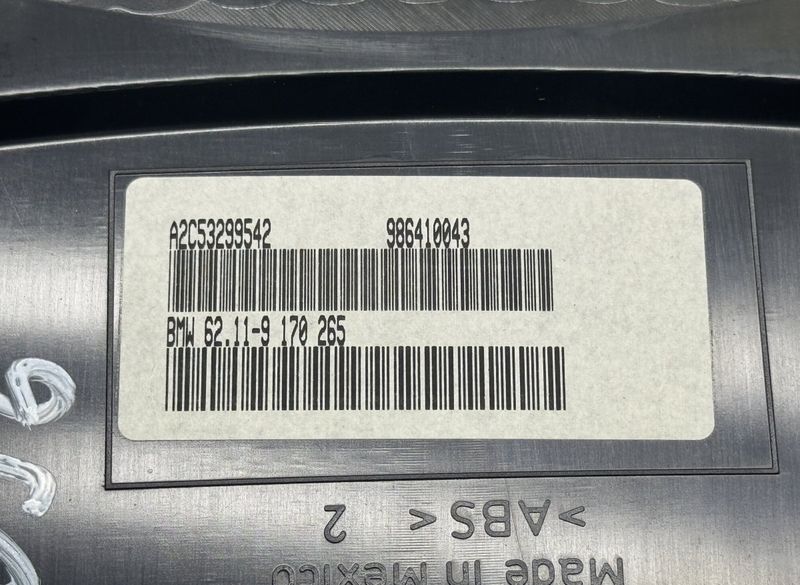 A2C53299542 986410043
BMW 62.11-9 170 265
>ABS< 2
Made in Mexico